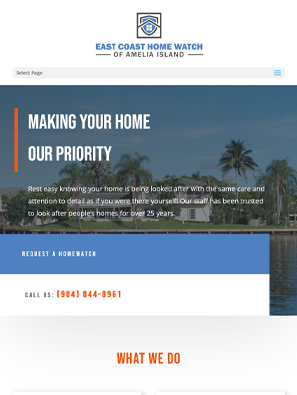 EAST COAST HOME WATCH
OF AMELIA ISLAND
Select Page
MAKING YOUR HOME
OUR PRIORITY
Rest easy knowing your home is being looked after with the same care and
attention to detail as if you were there yourself! Our staff has been trusted
to look after people's homes for over 25 years.
REQUEST A HOMEWATCH
CALL US: (904) 844-8961
WHAT WE DO